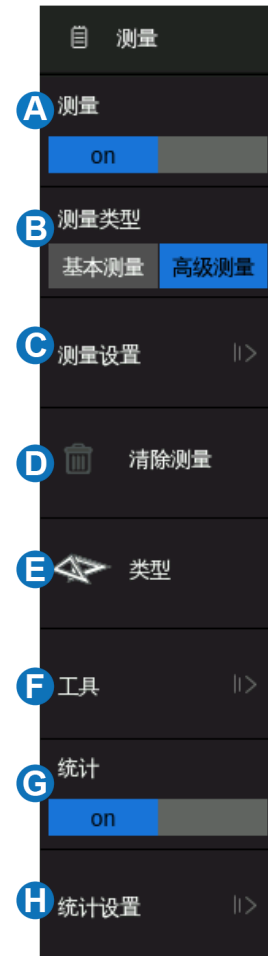 测量
A 测量
on
B 测量类型
基本测量 高级测量
C 测量设置
D 清除测量
E 类型
F 工具
G 统计
on
H 统计设置